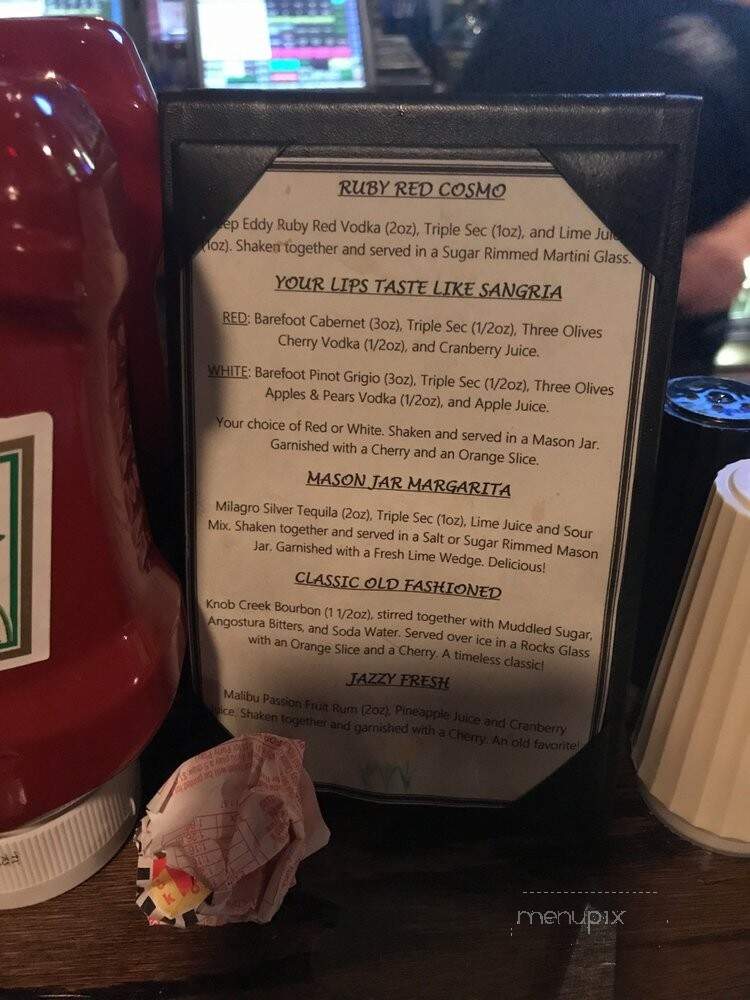 RUBY RED COSMO
eep Eddy Ruby Red Vodka (2oz), Triple Sec (1oz), and Lime Jui
(1oz). Shaken together and served in a Sugar Rimmed Martini Glass.
YOUR LIPS TASTE LIKE SANGRIA
RED: Barefoot Cabernet (3oz), Triple Sec (1/2oz), Three Olives
Cherry Vodka (1/2oz), and Cranberry Juice.
WHITE: Barefoot Pinot Grigio (3oz), Triple Sec (1/2oz), Three Olives
Apples & Pears Vodka (1/2oz), and Apple Juice.
Your choice of Red or White. Shaken and served in a Mason Jar.
Garnished with a Cherry and an Orange Slice.
MASON JAR MARGARITA
Milagro Silver Tequila (2oz), Triple Sec (1oz), Lime Juice and Sour
Mix. Shaken together and served in a Salt or Sugar Rimmed Mason
Jar. Garnished with a Fresh Lime Wedge. Delicious!
CLASSIC OLD FASHIONED
Knob Creek Bourbon (1 1/2oz), stirred together with Muddled Sugar,
Angostura Bitters, and Soda Water. Served over ice in a Rocks Glass
with an Orange Slice and a Cherry. A timeless classic!
JAZZY FRESH
Malibu Passion Fruit Rum (2oz), Pineapple Juice and Cranberry
Juice. Shaken together and garnished with a Cherry. An old favorite!
menupix